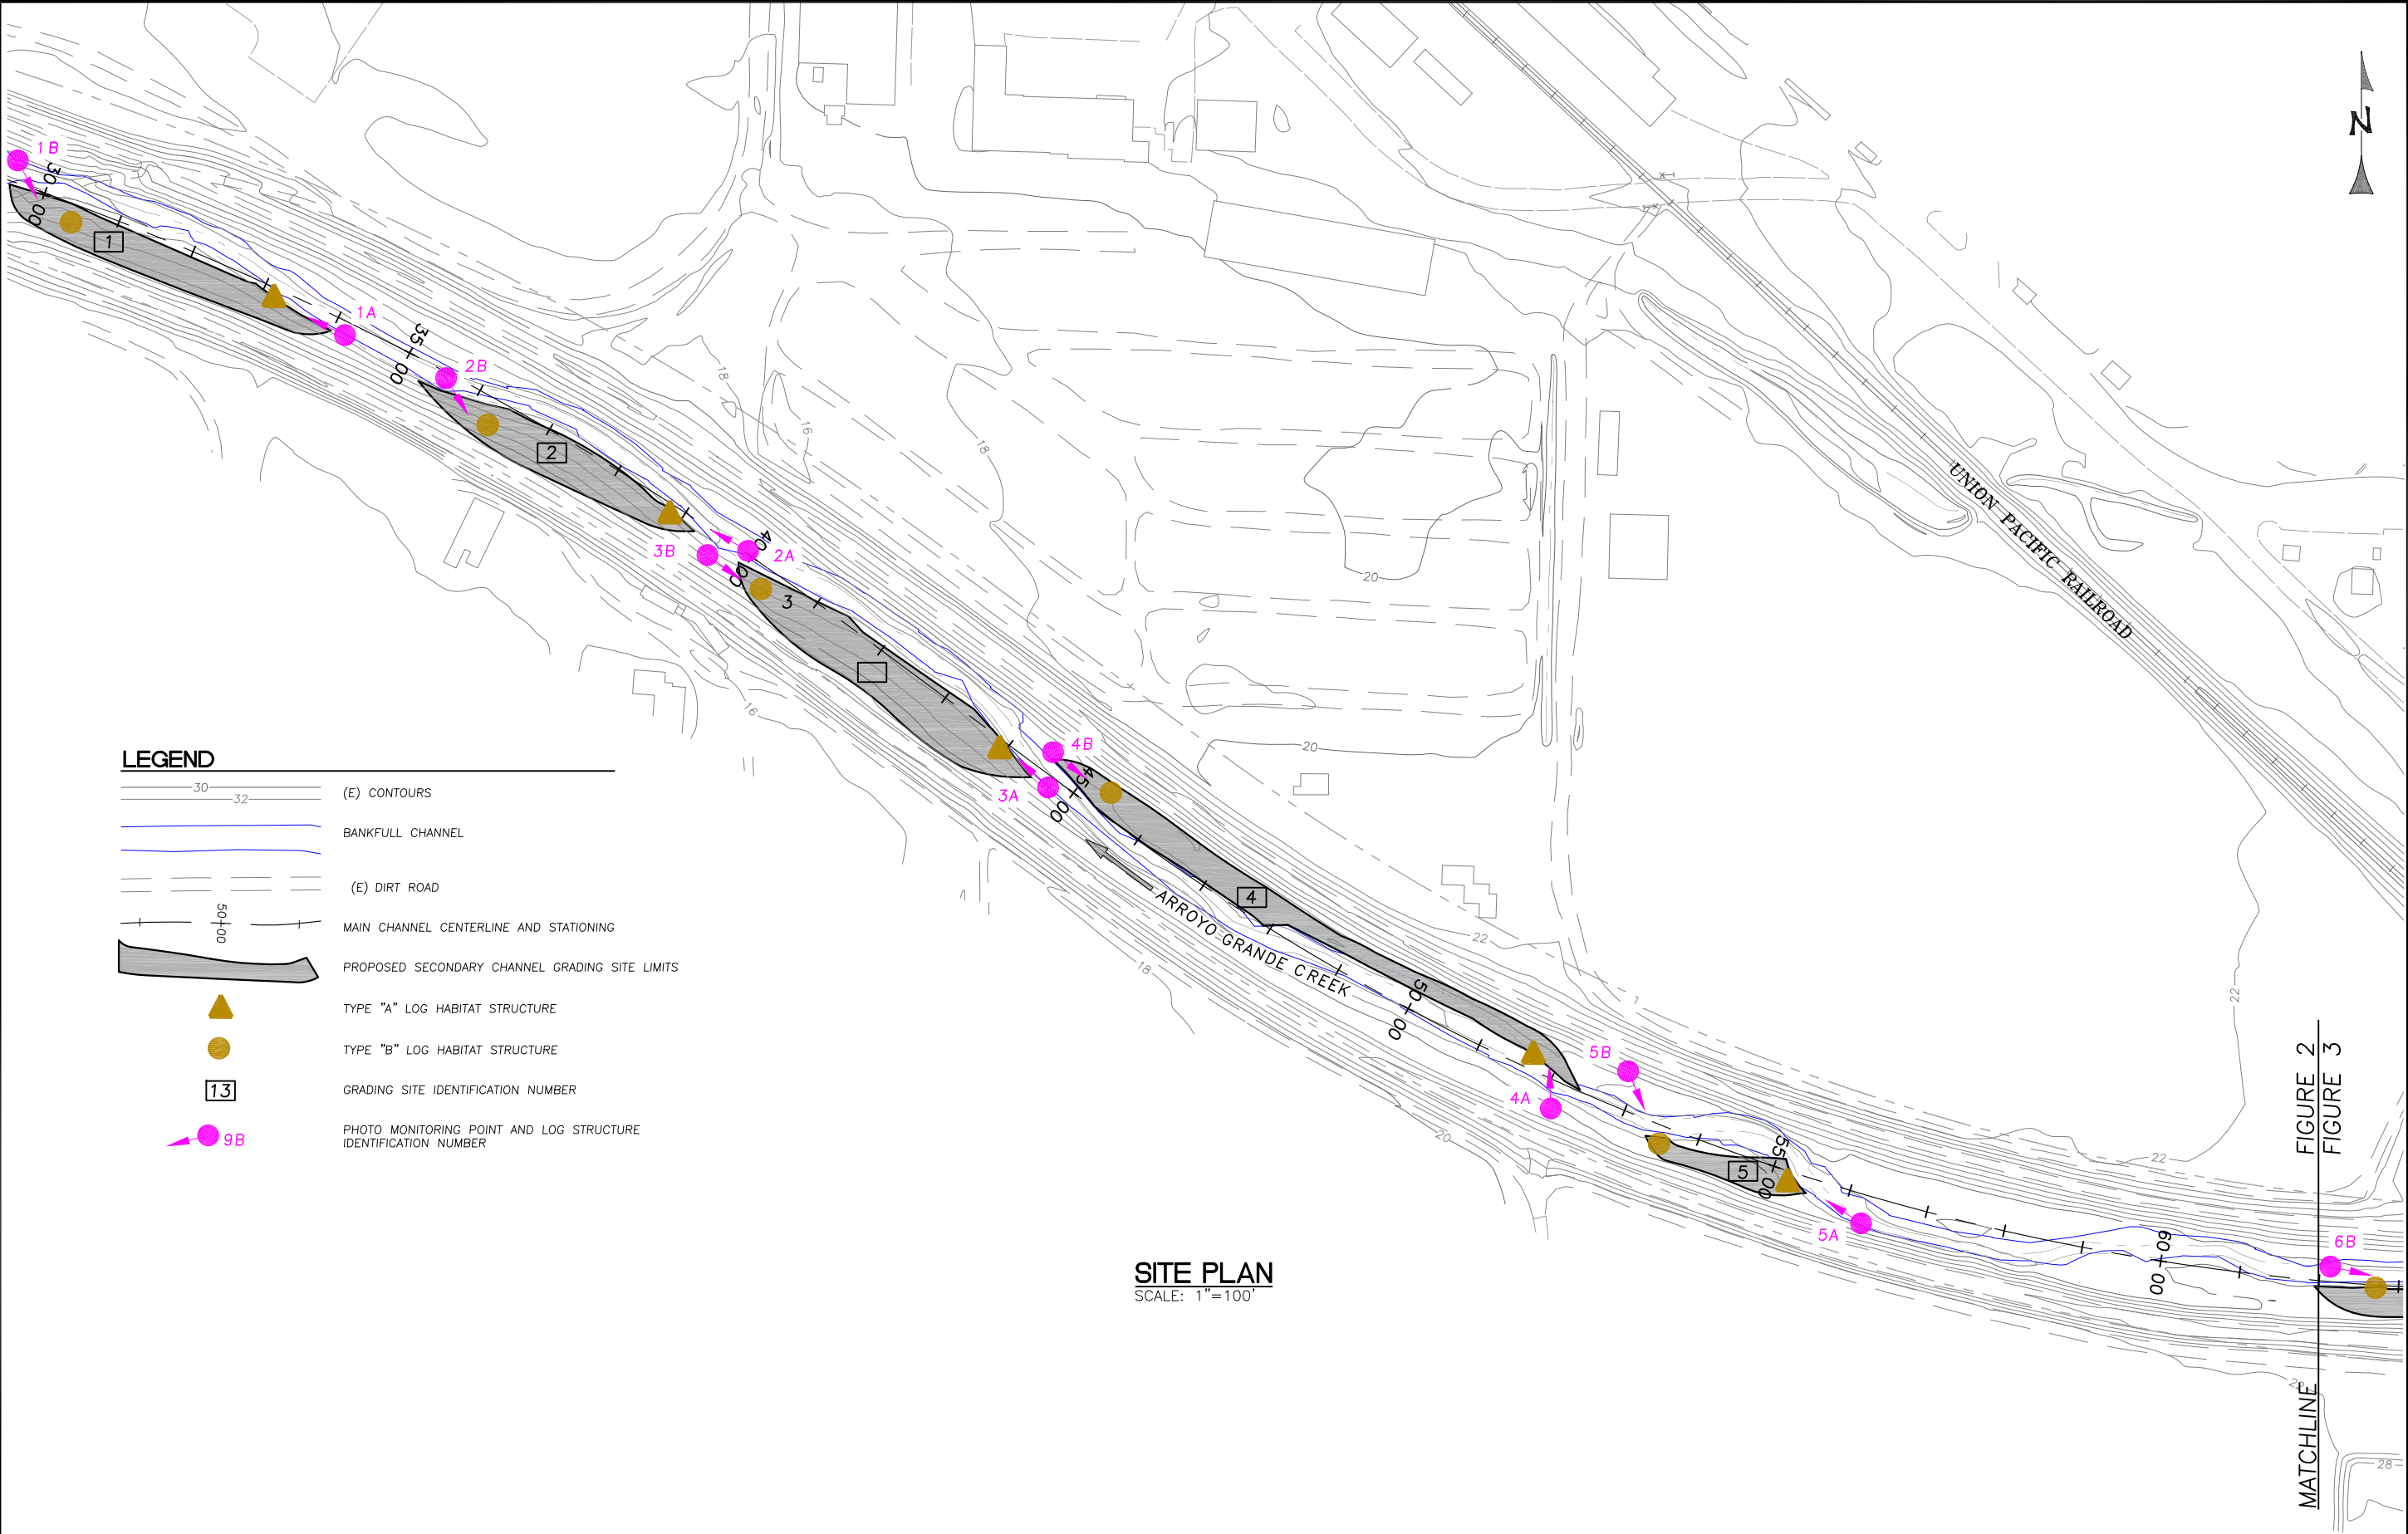 N
1B
30+00
1
1A
35+00
2B
2
18
16
18
3B
2A
40+00
3
20
UNION PACIFIC RAILROAD
16
20
4B
3A
45+00
4
ARROYO GRANDE CREEK
18
22
50+00
22
4A
5B
20
5
55+00
5A
22
60+00
6B
22
28
FIGURE 2
FIGURE 3
MATCHLINE
LEGEND
30
32
(E) CONTOURS
BANKFULL CHANNEL
(E) DIRT ROAD
50+00
MAIN CHANNEL CENTERLINE AND STATIONING
PROPOSED SECONDARY CHANNEL GRADING SITE LIMITS
TYPE "A" LOG HABITAT STRUCTURE
TYPE "B" LOG HABITAT STRUCTURE
13
GRADING SITE IDENTIFICATION NUMBER
9B
PHOTO MONITORING POINT AND LOG STRUCTURE
IDENTIFICATION NUMBER
SITE PLAN
SCALE: 1"=100'